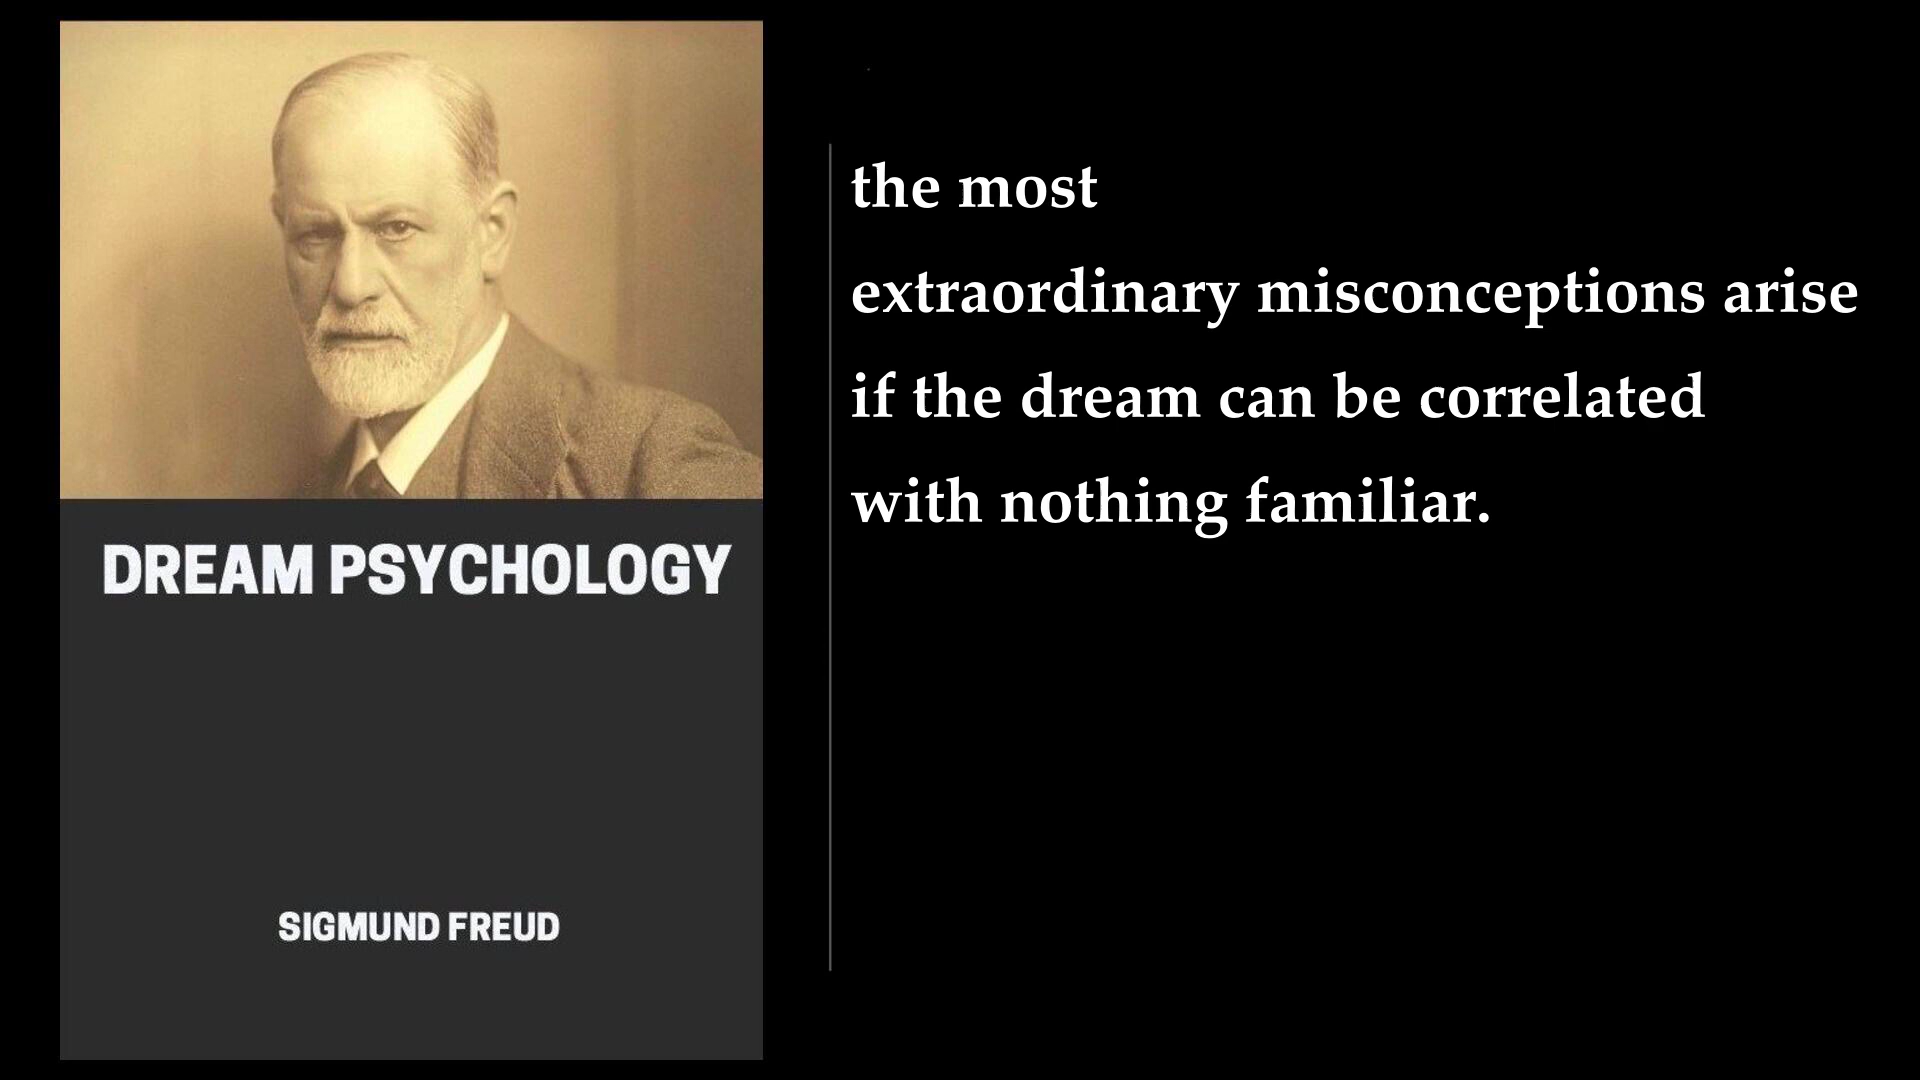 DREAM PSYCHOLOGY
SIGMUND FREUD
the most
extraordinary misconceptions arise
if the dream can be correlated
with nothing familiar.